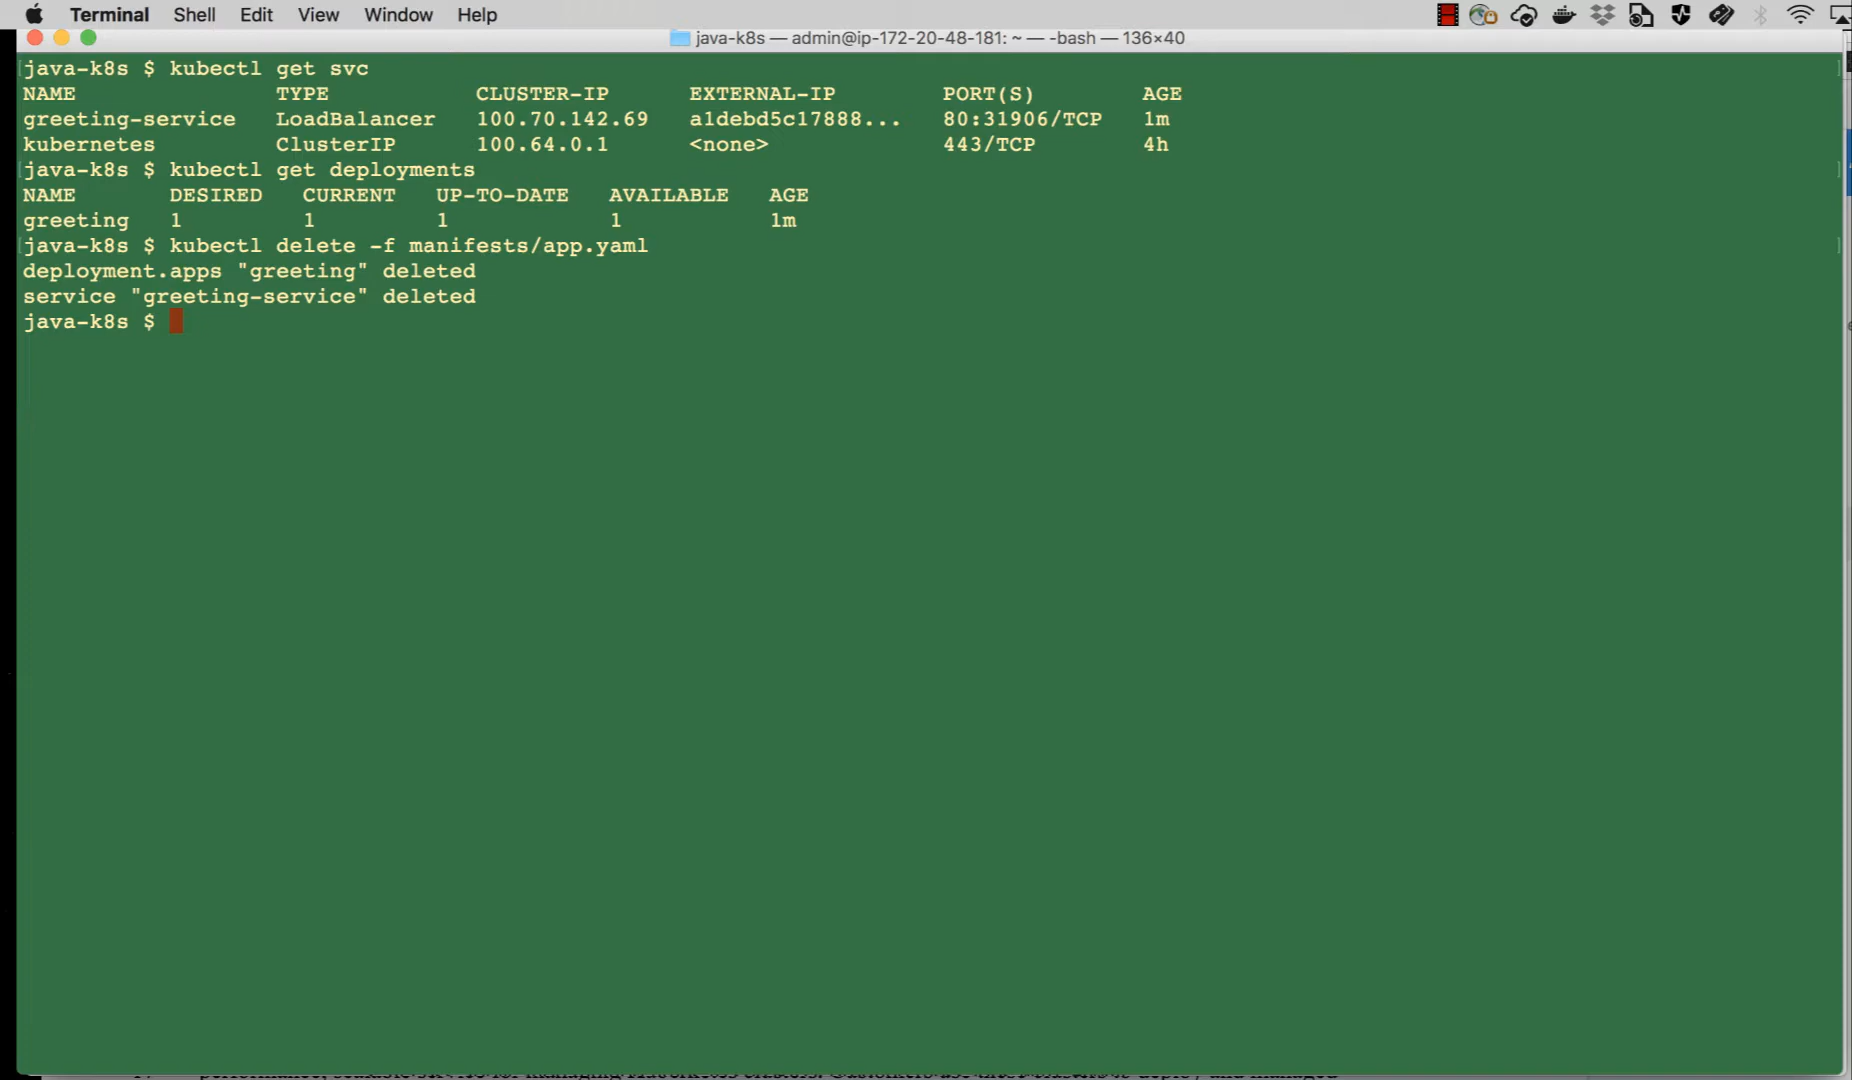 Terminal Shell Edit View Window Help
java-k8s — admin@ip-172-20-48-181: ~ — -bash — 136×40
java-k8s $ kubectl get svc
NAME TYPE CLUSTER-IP EXTERNAL-IP PORT(S) AGE
greeting-service LoadBalancer 100.70.142.69 a1debd5c17888... 80:31906/TCP 1m
kubernetes ClusterIP 100.64.0.1 <none> 443/TCP 4h
java-k8s $ kubectl get deployments
NAME DESIRED CURRENT UP-TO-DATE AVAILABLE AGE
greeting 1 1 1 1 1m
java-k8s $ kubectl delete -f manifests/app.yaml
deployment.apps "greeting" deleted
service "greeting-service" deleted
java-k8s $